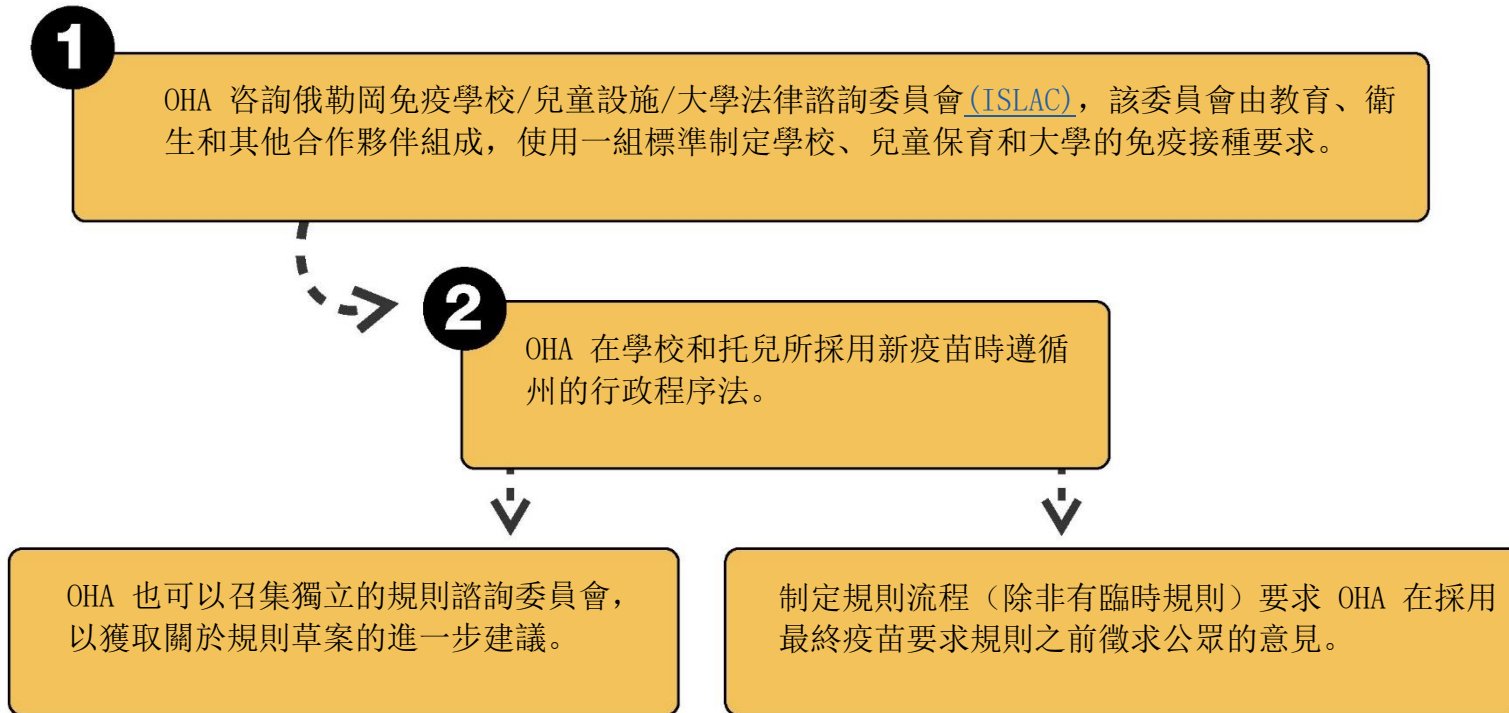 1
OHA 咨詢俄勒岡免疫學校/兒童設施/大學法律諮詢委員會(ISLAC)，該委員會由教育、衛
生和其他合作夥伴組成，使用一組標準制定學校、兒童保育和大學的免疫接種要求。
2
OHA 在學校和托兒所採用新疫苗時遵循
州的行政程序法。
OHA 也可以召集獨立的規則諮詢委員會，
以獲取關於規則草案的進一步建議。
制定規則流程（除非有臨時規則）要求 OHA 在採用
最終疫苗要求規則之前徵求公眾的意見。